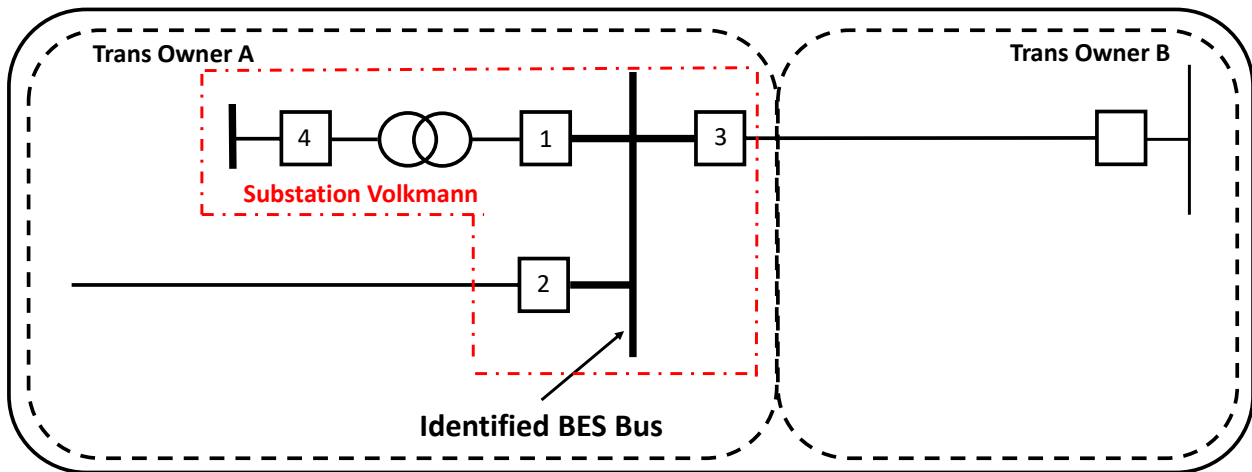 Trans Owner A
Trans Owner B
4
1
3
Substation Volkmann
2
Identified BES Bus